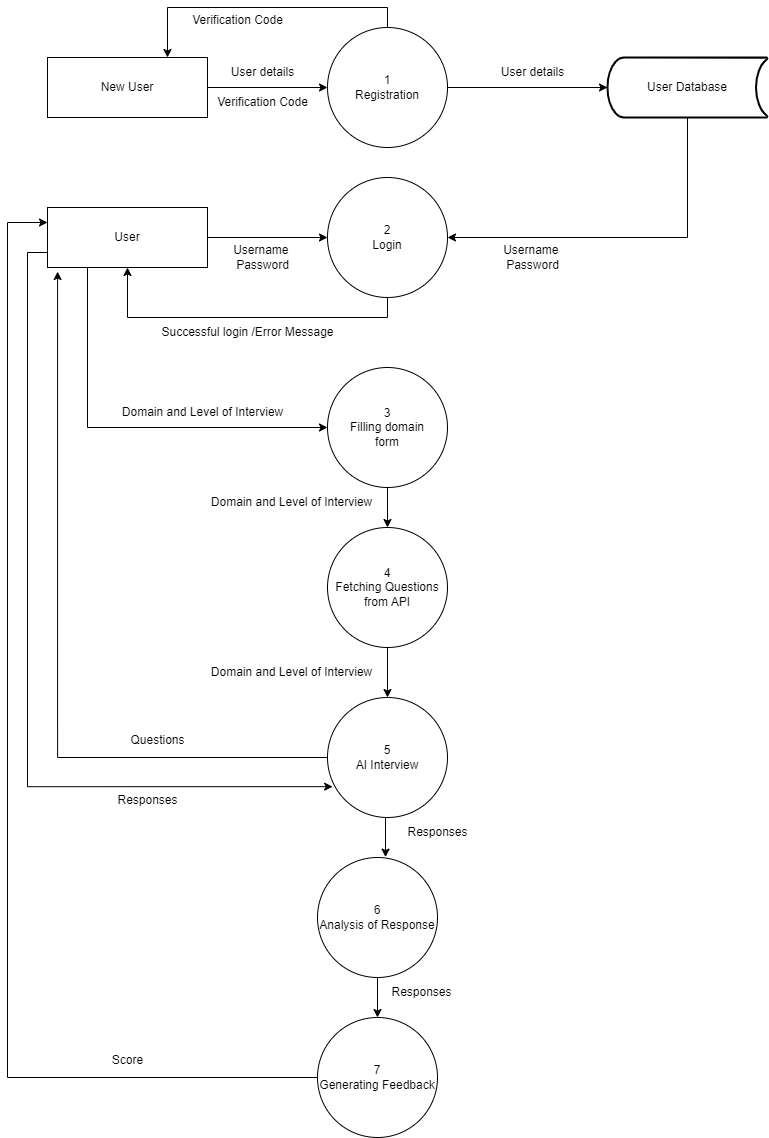 Verification Code
New User
User details
Verification Code
1
Registration
User details
User Database
User
Username
Password
2
Login
Username
Password
Successful login /Error Message
Domain and Level of Interview
3
Filling domain
form
Domain and Level of Interview
4
Fetching Questions
from API
Domain and Level of Interview
Questions
5
AI Interview
Responses
Responses
6
Analysis of Response
Responses
Score
7
Generating Feedback